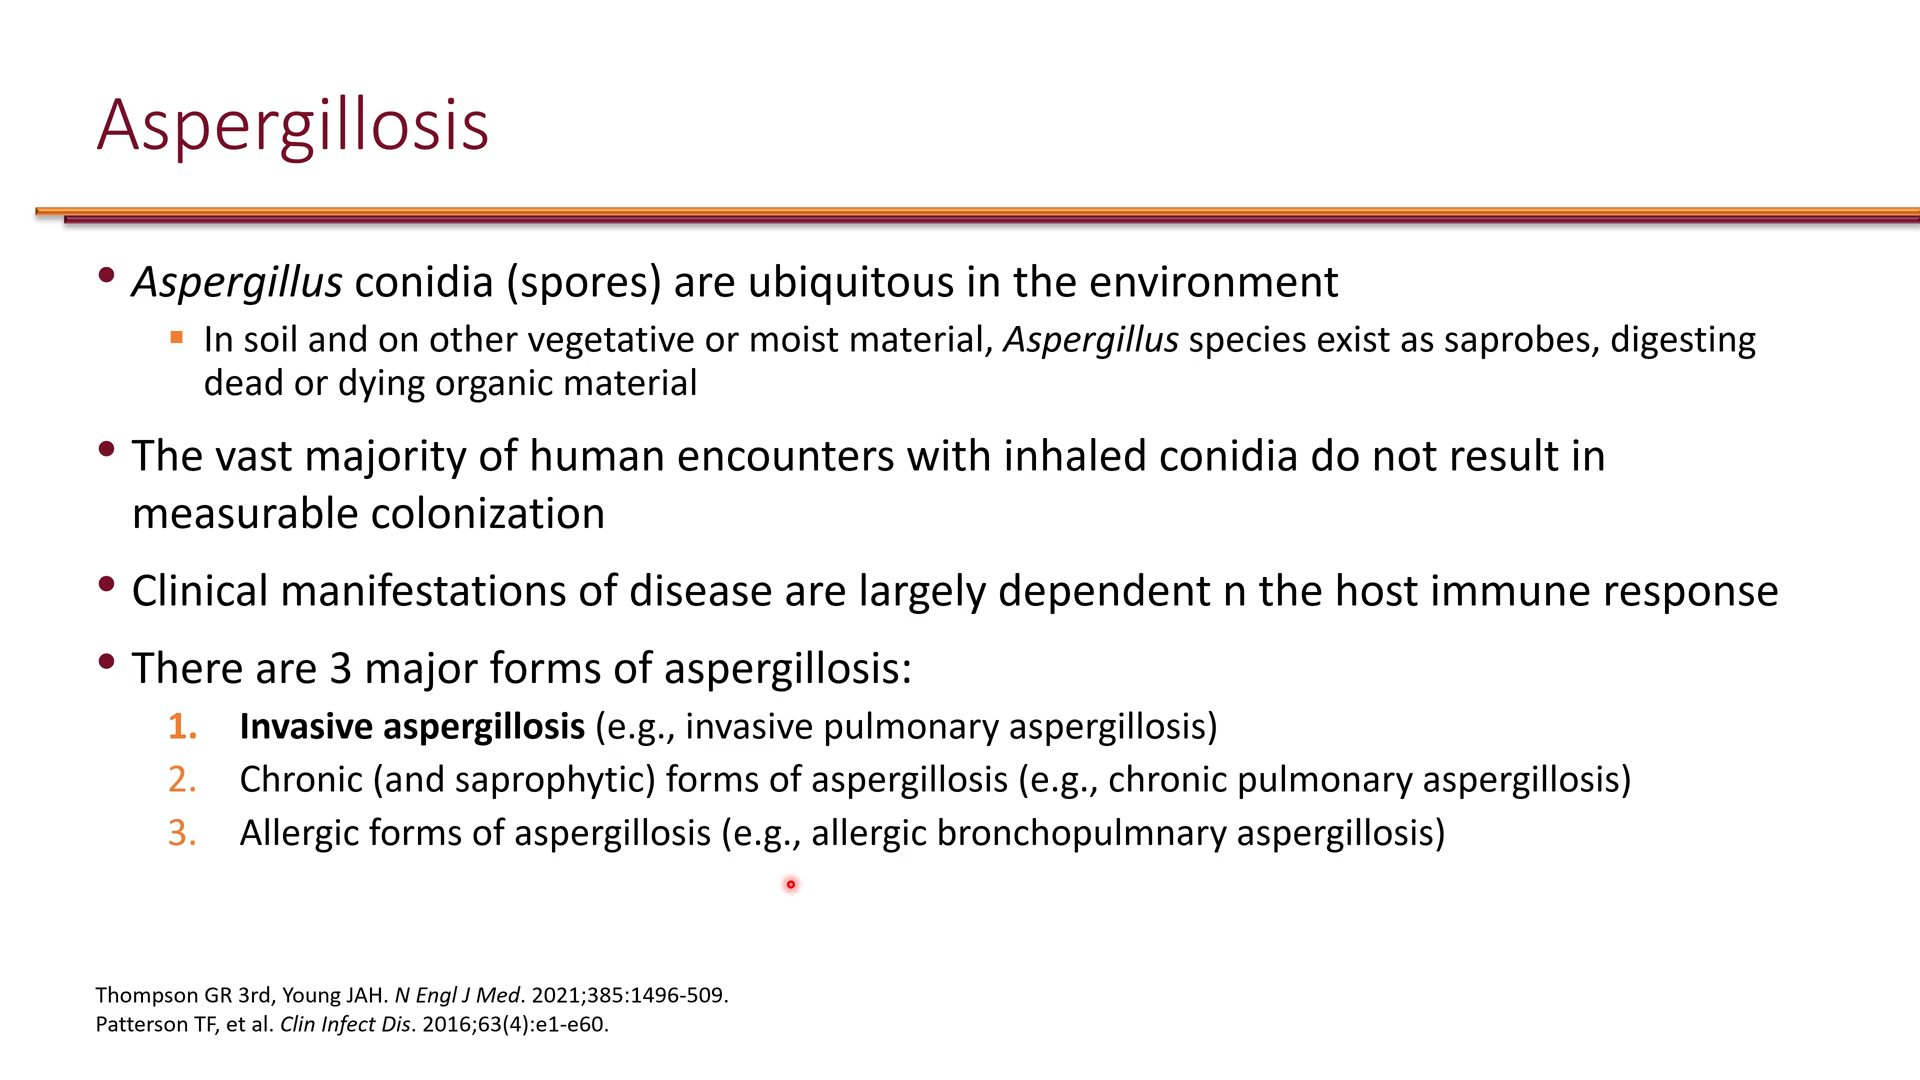 Aspergillosis
• Aspergillus conidia (spores) are ubiquitous in the environment
▪ In soil and on other vegetative or moist material, Aspergillus species exist as saprobes, digesting
dead or dying organic material
• The vast majority of human encounters with inhaled conidia do not result in
measurable colonization
• Clinical manifestations of disease are largely dependent n the host immune response
• There are 3 major forms of aspergillosis:
1. Invasive aspergillosis (e.g., invasive pulmonary aspergillosis)
2. Chronic (and saprophytic) forms of aspergillosis (e.g., chronic pulmonary aspergillosis)
3. Allergic forms of aspergillosis (e.g., allergic bronchopulmnary aspergillosis)
Thompson GR 3rd, Young JAH. N Engl J Med. 2021;385:1496-509.
Patterson TF, et al. Clin Infect Dis. 2016;63(4):e1-e60.